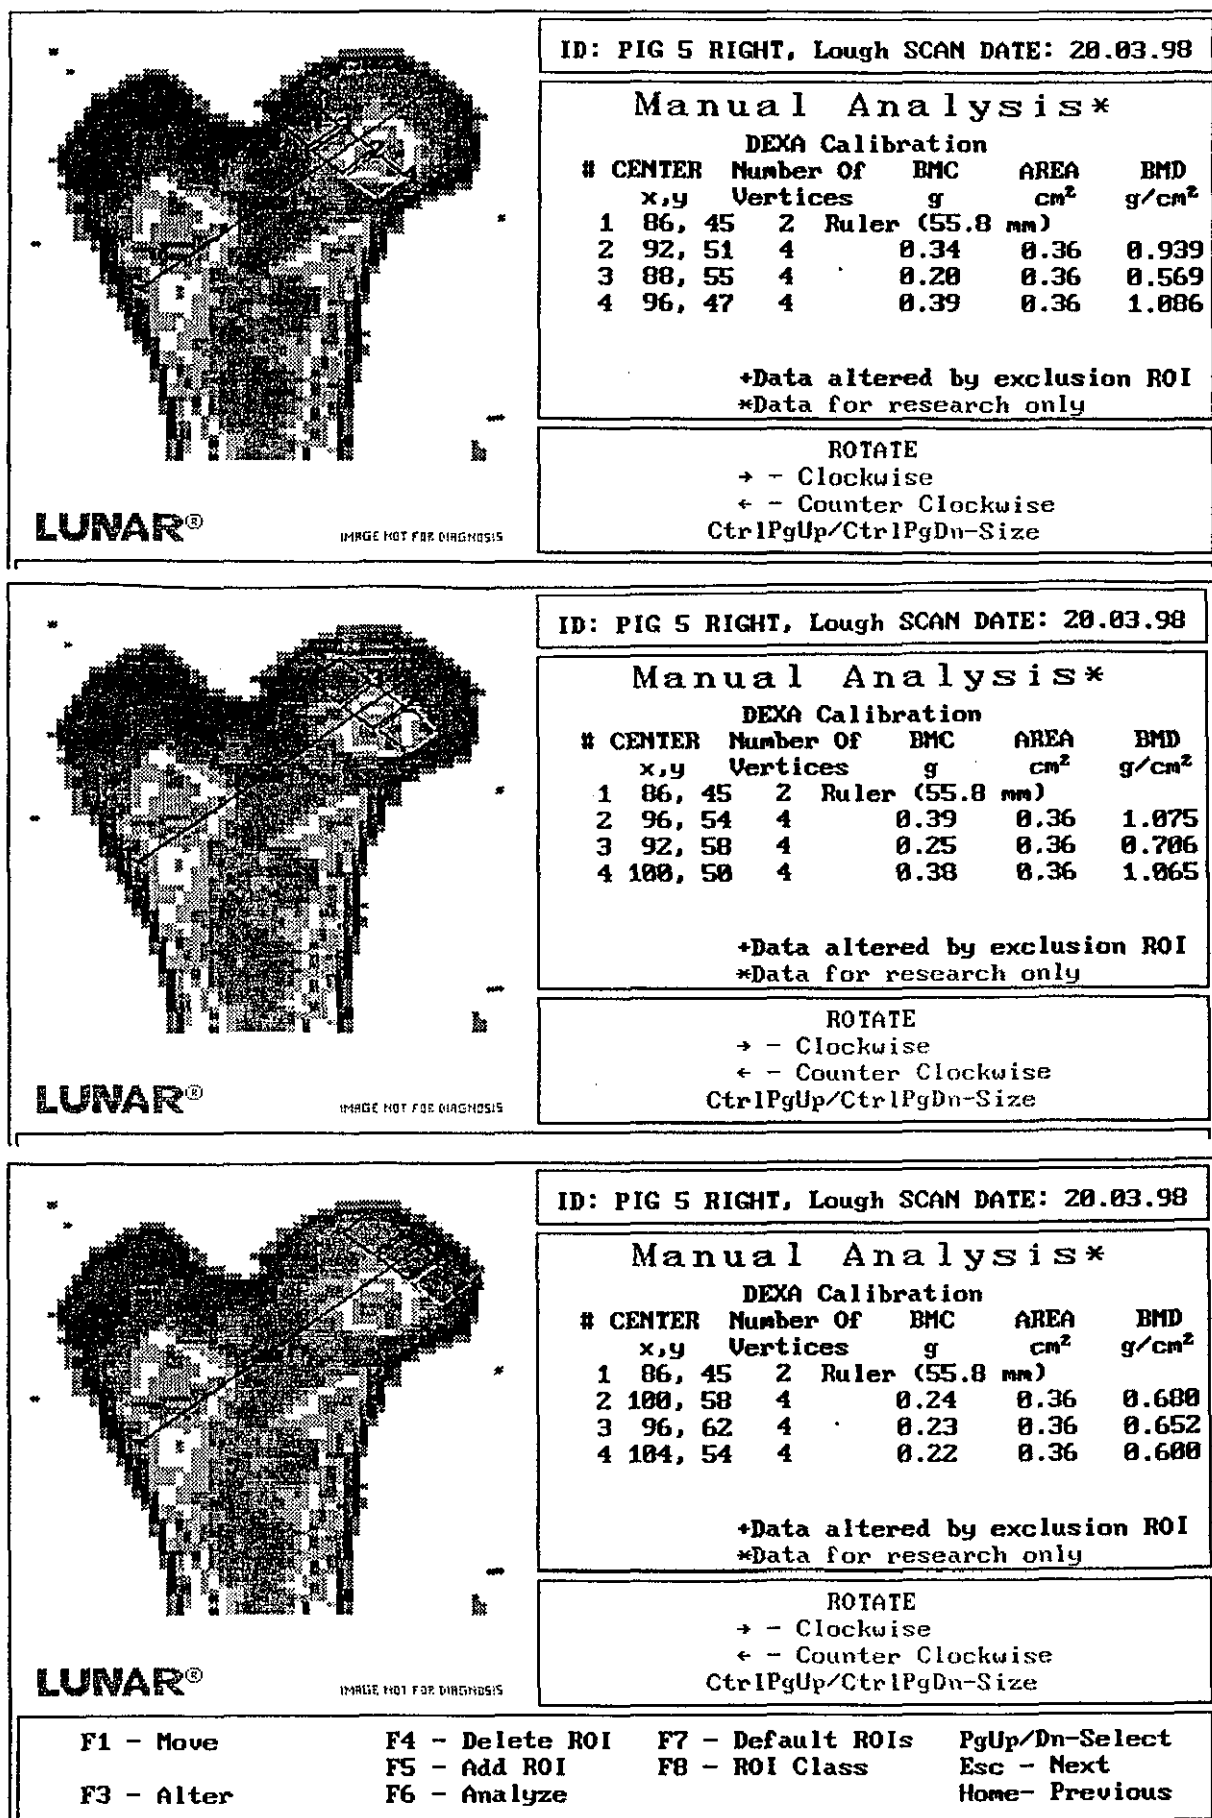 ID: PIG 5 RIGHT, Lough SCAN DATE: 20.03.98
Manual Analysis*
DEXA Calibration
# CENTER Number Of BMC AREA BMD
x,y Vertices g cm² g/cm²
1 86, 45 2 Ruler (55.8 mm)
2 92, 51 4 0.34 0.36 0.939
3 88, 55 4 0.20 0.36 0.569
4 96, 47 4 0.39 0.36 1.086
+Data altered by exclusion ROI
*Data for research only
ROTATE
→ - Clockwise
← - Counter Clockwise
CtrlPgUp/CtrlPgDn-Size
LUNAR®
IMAGE NOT FOR DIAGNOSIS
ID: PIG 5 RIGHT, Lough SCAN DATE: 20.03.98
Manual Analysis*
DEXA Calibration
# CENTER Number Of BMC AREA BMD
x,y Vertices g cm² g/cm²
1 86, 45 2 Ruler (55.8 mm)
2 96, 54 4 0.39 0.36 1.075
3 92, 58 4 0.25 0.36 0.706
4 100, 50 4 0.38 0.36 1.065
+Data altered by exclusion ROI
*Data for research only
ROTATE
→ - Clockwise
← - Counter Clockwise
CtrlPgUp/CtrlPgDn-Size
LUNAR®
IMAGE NOT FOR DIAGNOSIS
ID: PIG 5 RIGHT, Lough SCAN DATE: 20.03.98
Manual Analysis*
DEXA Calibration
# CENTER Number Of BMC AREA BMD
x,y Vertices g cm² g/cm²
1 86, 45 2 Ruler (55.8 mm)
2 100, 58 4 0.24 0.36 0.680
3 96, 62 4 0.23 0.36 0.652
4 104, 54 4 0.22 0.36 0.600
+Data altered by exclusion ROI
*Data for research only
ROTATE
→ - Clockwise
← - Counter Clockwise
CtrlPgUp/CtrlPgDn-Size
LUNAR®
IMAGE NOT FOR DIAGNOSIS
F1 - Move F4 - Delete ROI F7 - Default ROIs PgUp/Dn-Select
F5 - Add ROI F8 - ROI Class Esc - Next
F3 - Alter F6 - Analyze Home- Previous